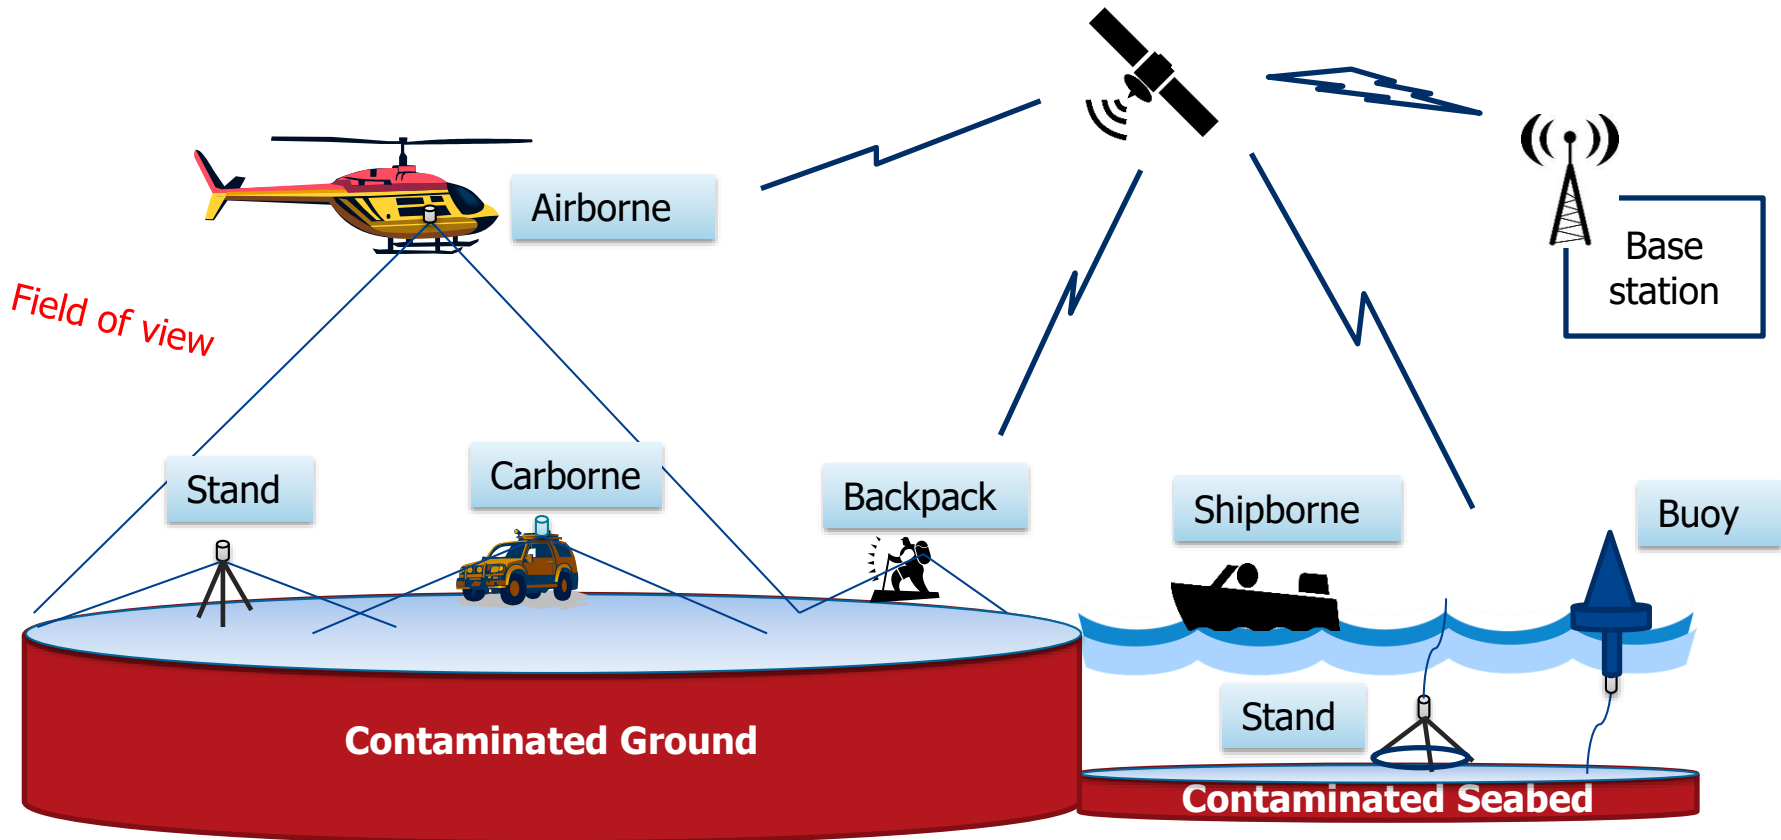 Airborne
Base
station
Field of view
Stand
Carborne
Backpack
Shipborne
Buoy
Stand
Contaminated Ground
Contaminated Seabed